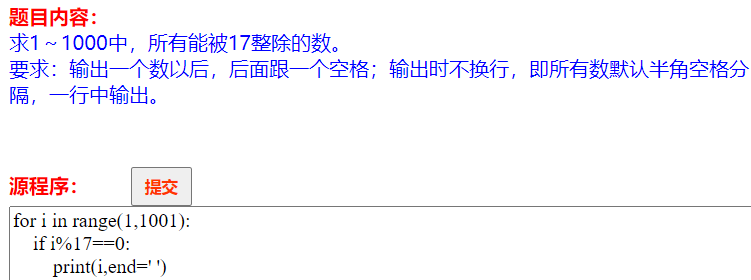 题目内容：
求1～1000中，所有能被17整除的数。
要求：输出一个数以后，后面跟一个空格；输出时不换行，即所有数默认半角空格分
隔，一行中输出。
源程序： 提交
for i in range(1,1001):
    if i%17==0:
        print(i,end=' ')